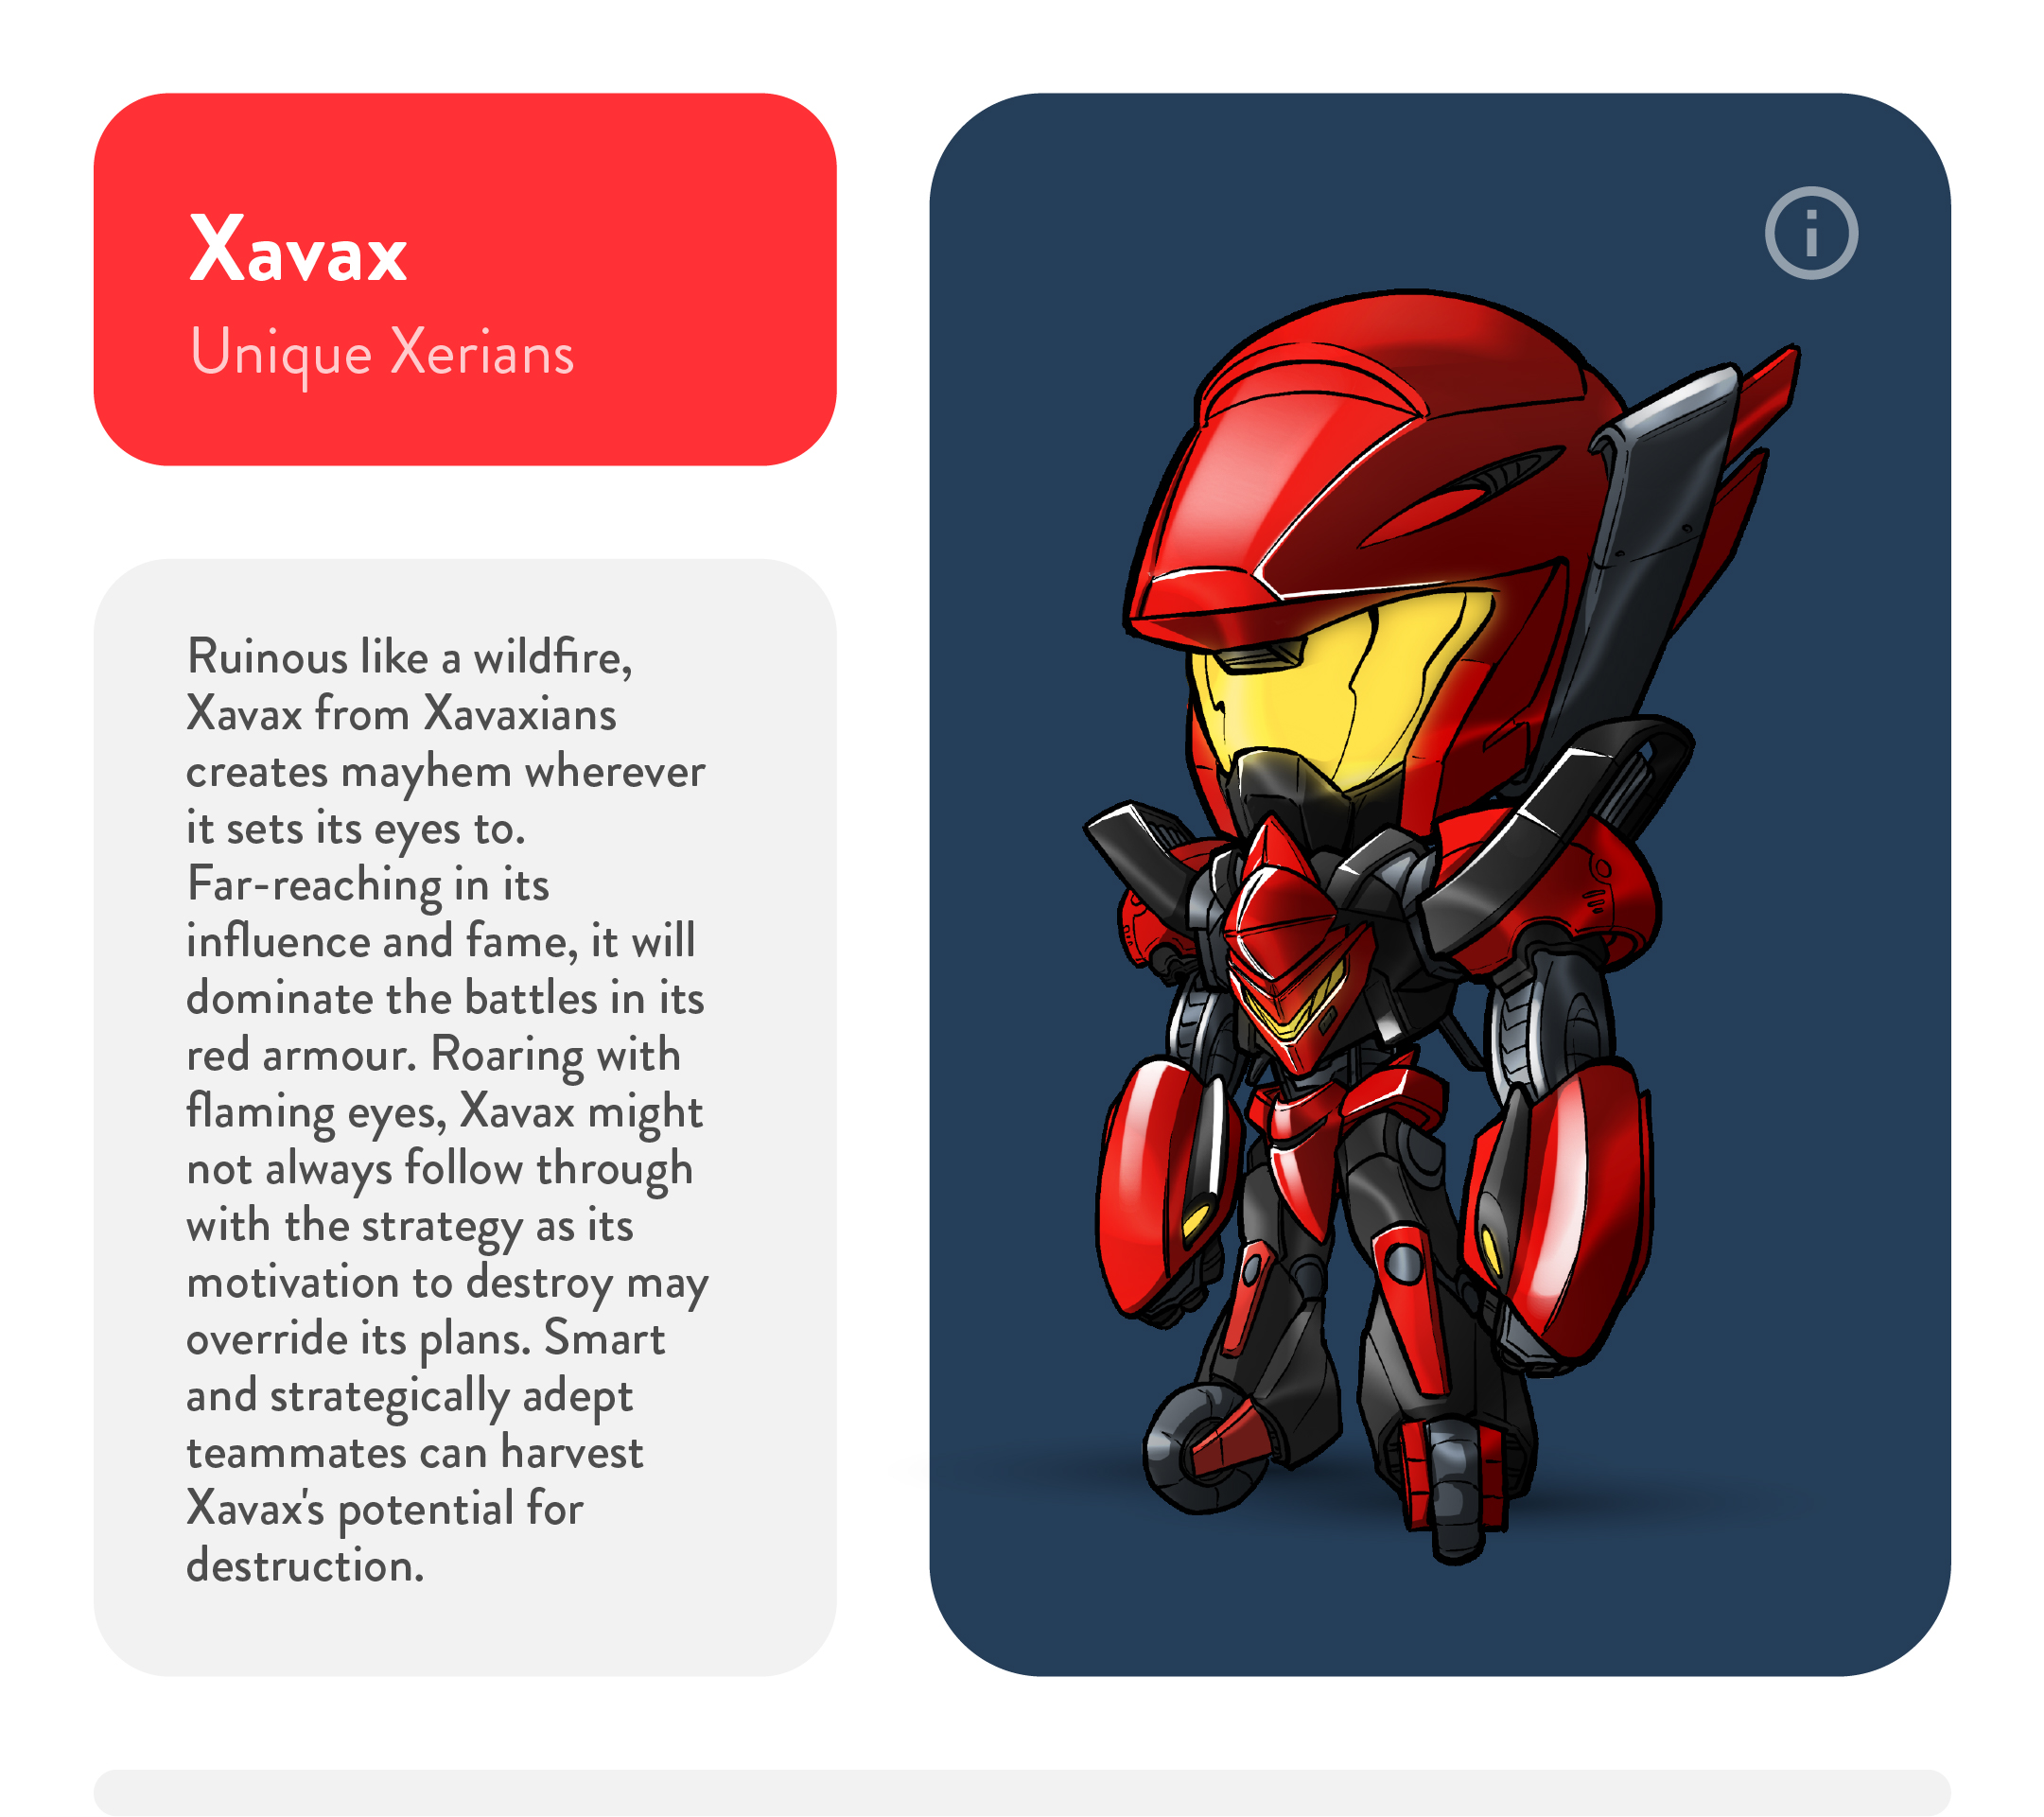 Xavax
Unique Xerians
Ruinous like a wildfire,
Xavax from Xavaxians
creates mayhem wherever
it sets its eyes to.
Far-reaching in its
influence and fame, it will
dominate the battles in its
red armour. Roaring with
flaming eyes, Xavax might
not always follow through
with the strategy as its
motivation to destroy may
override its plans. Smart
and strategically adept
teammates can harvest
Xavax's potential for
destruction.